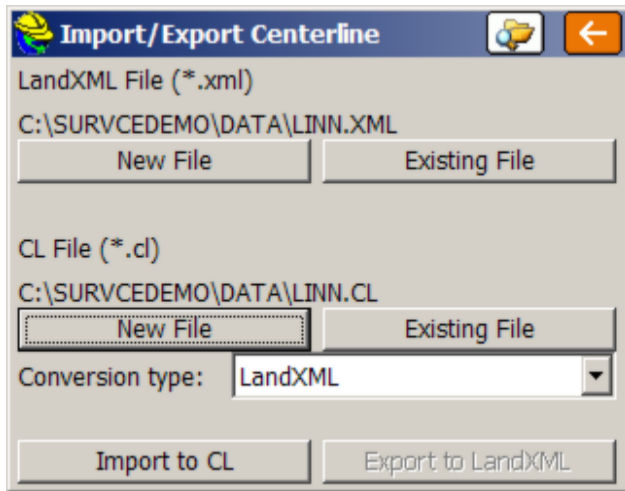 Import/Export Centerline
LandXML File (*.xml)
C:\SURVCEDEMO\DATA\LINN.XML
New File Existing File
CL File (*.cl)
C:\SURVCEDEMO\DATA\LINN.CL
New File Existing File
Conversion type: LandXML
Import to CL Export to LandXML